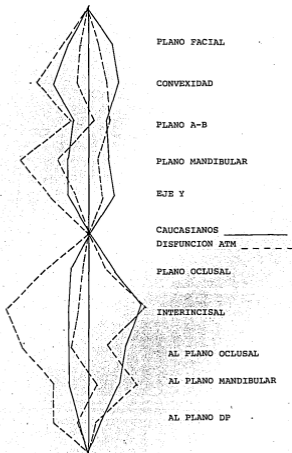 PLANO FACIAL
CONVEXIDAD
PLANO A-B
PLANO MANDIBULAR
EJE Y
CAUCASIANOS
DISFUNCION ATM
PLANO OCLUSAL
INTERINCISAL
AL PLANO OCLUSAL
AL PLANO MANDIBULAR
AL PLANO DP